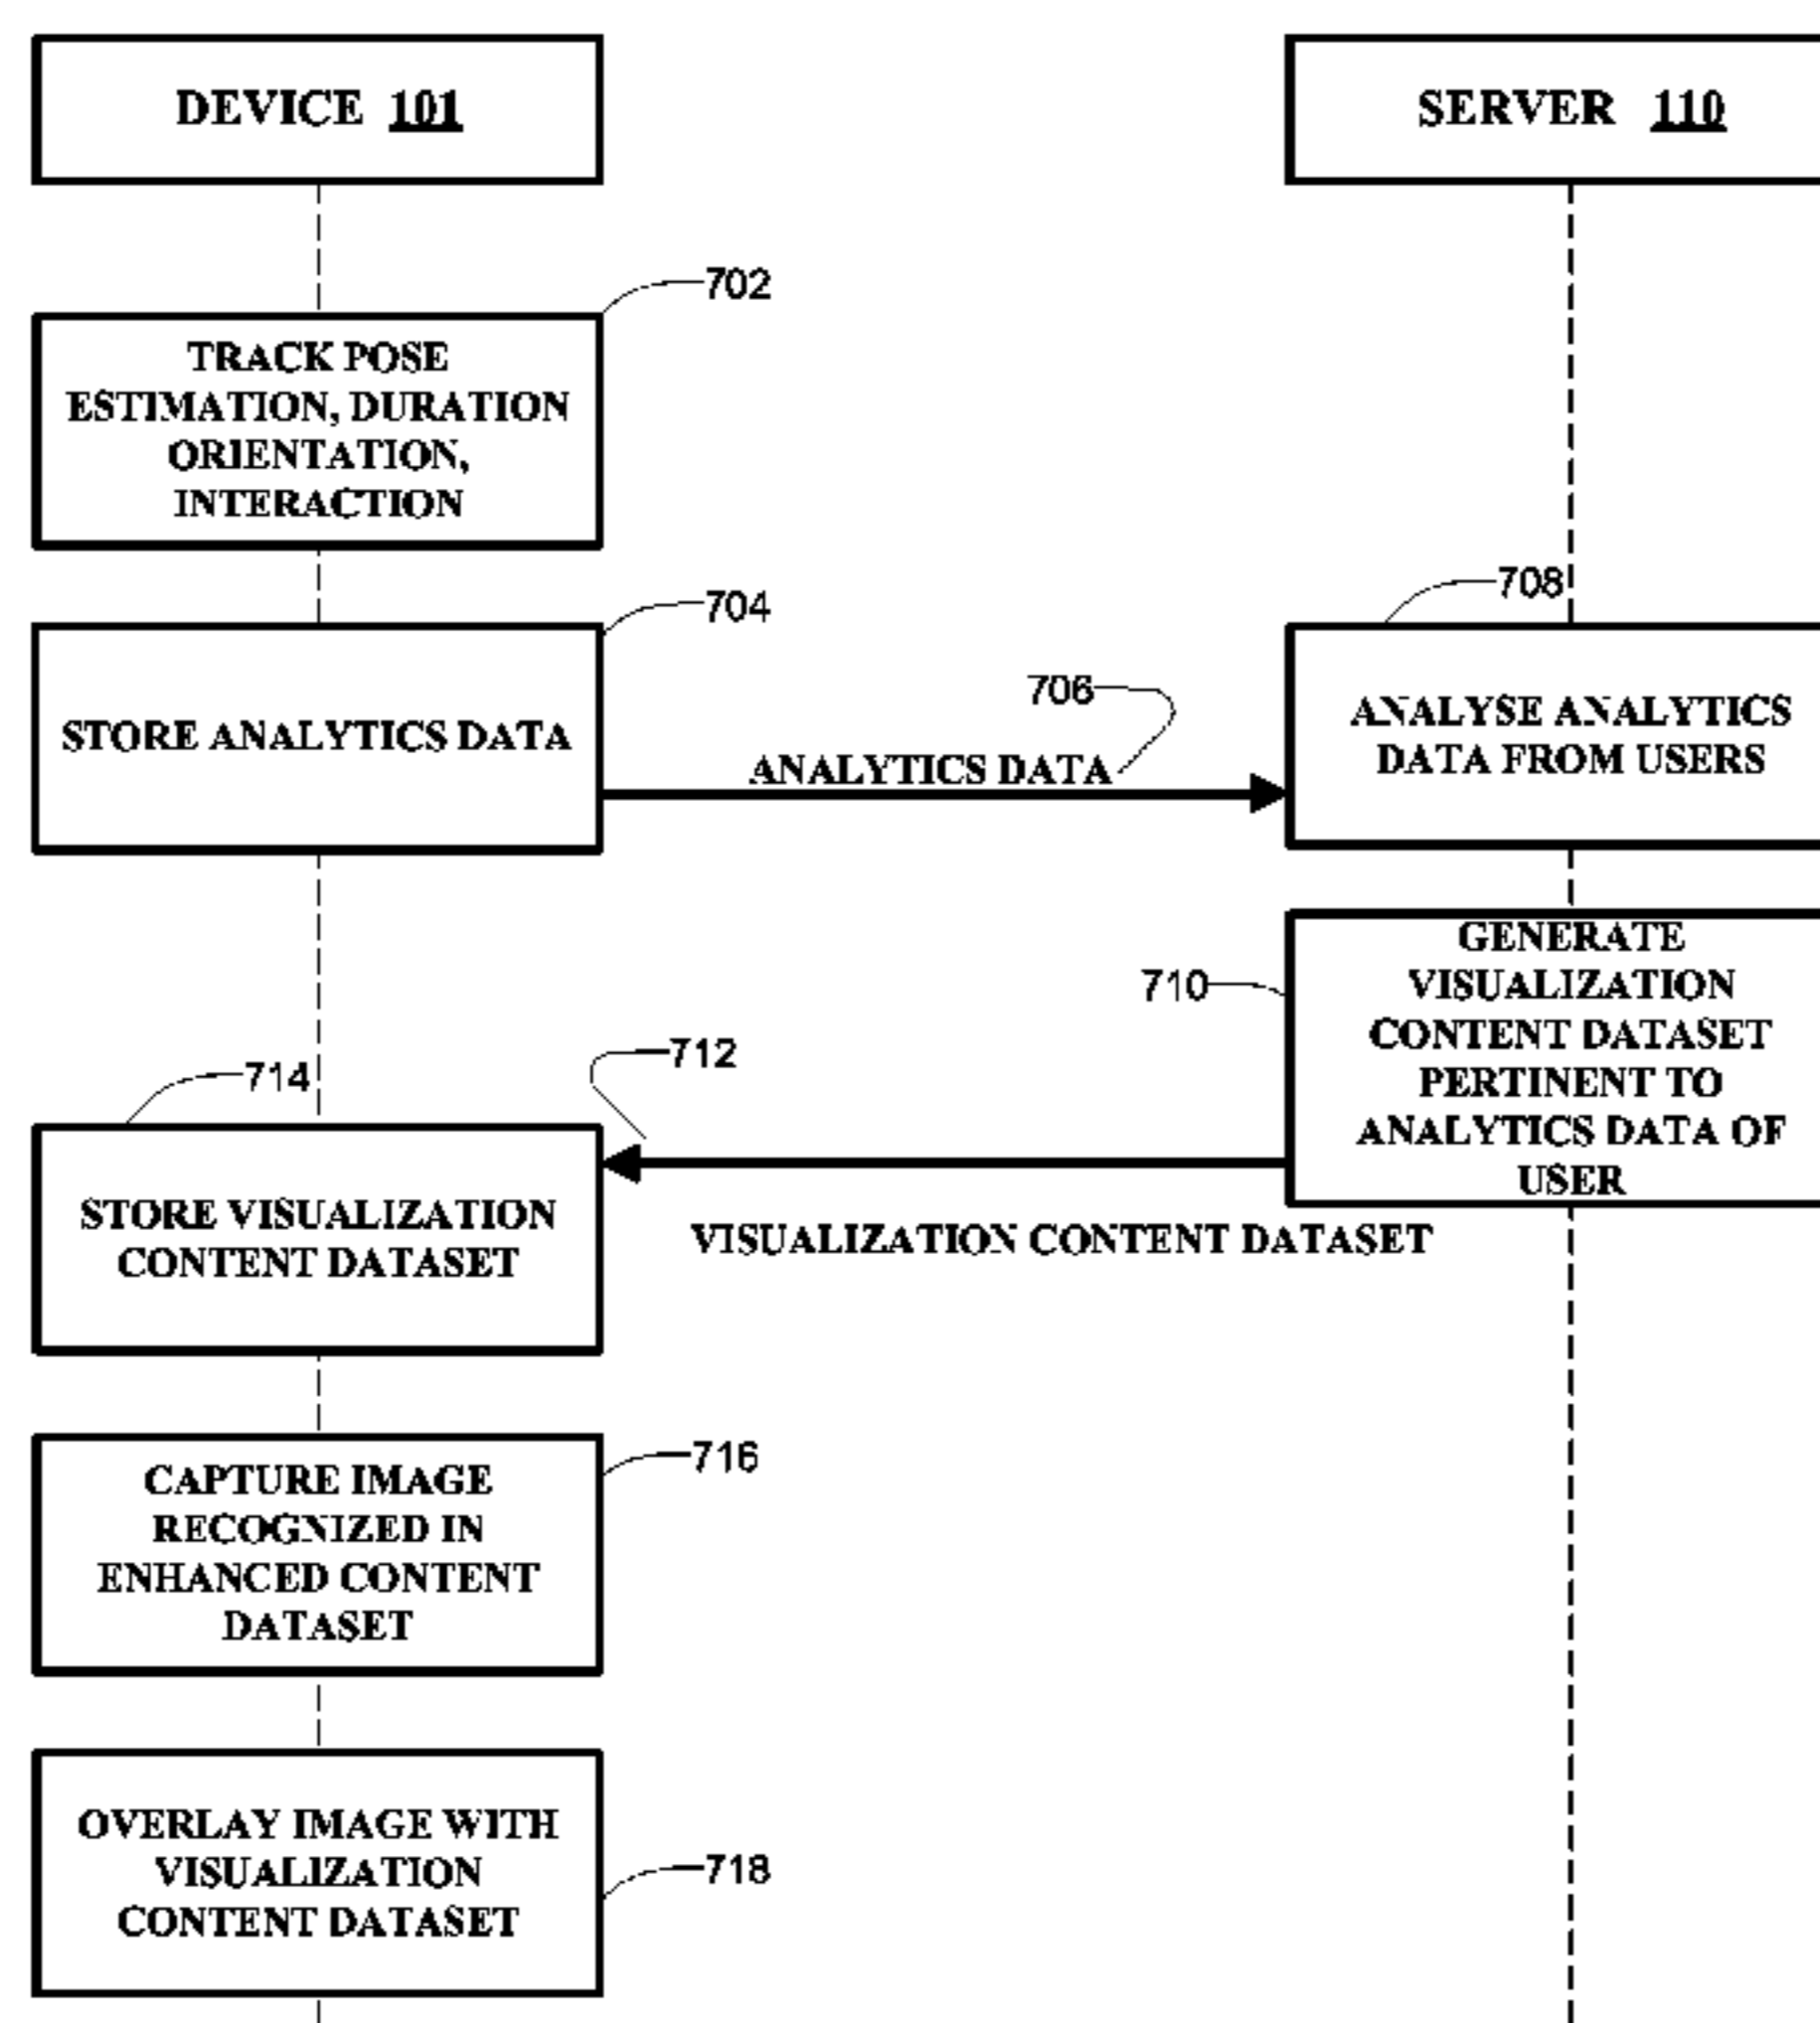 DEVICE 101
SERVER 110
702
TRACK POSE
ESTIMATION, DURATION
ORIENTATION,
INTERACTION
704
STORE ANALYTICS DATA
706
ANALYTICS DATA
708
ANALYSE ANALYTICS
DATA FROM USERS
710
GENERATE
VISUALIZATION
CONTENT DATASET
PERTINENT TO
ANALYTICS DATA OF
USER
712
VISUALIZATION CONTENT DATASET
714
STORE VISUALIZATION
CONTENT DATASET
716
CAPTURE IMAGE
RECOGNIZED IN
ENHANCED CONTENT
DATASET
718
OVERLAY IMAGE WITH
VISUALIZATION
CONTENT DATASET